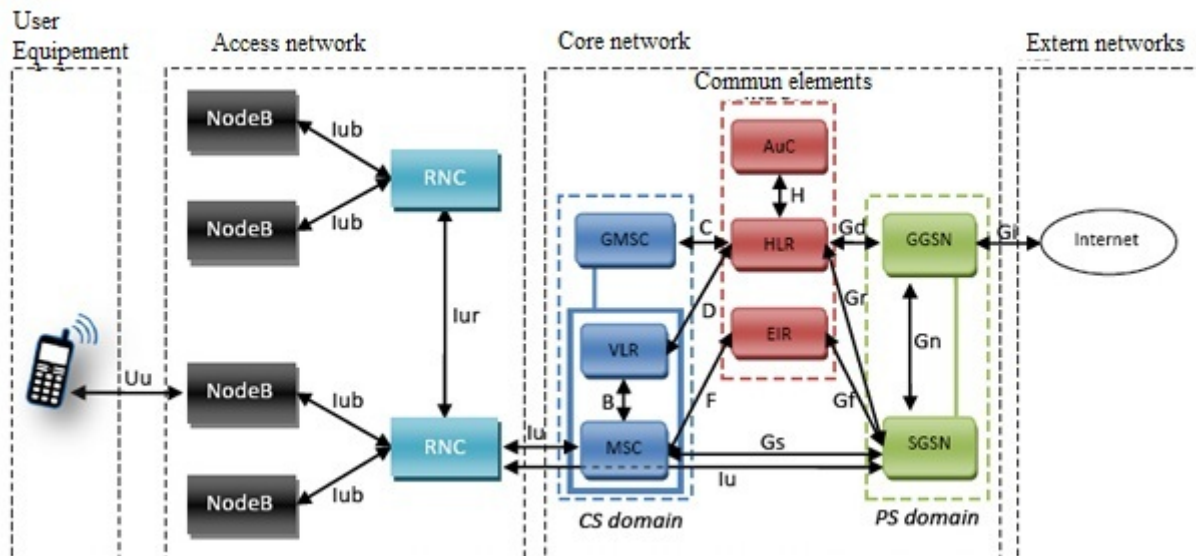 User
Equipement
Access network
Core network
Extern networks
Commun elements
NodeB
Iub
RNC
AuC
H
NodeB
Iub
GMSC
C
HLR
Gd
GGSN
Gi
Internet
Iur
D
Gr
VLR
EIR
Gn
Uu
NodeB
Iub
B
F
Gf
RNC
Iu
MSC
Gs
SGSN
Iu
NodeB
Iub
CS domain
PS domain